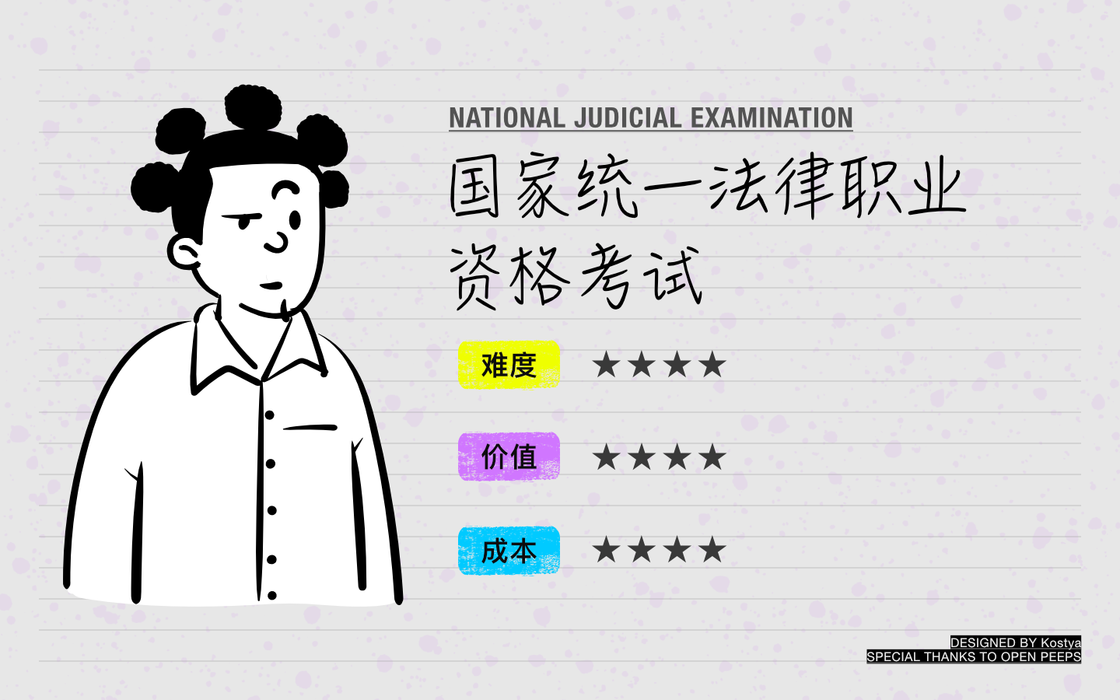 NATIONAL JUDICIAL EXAMINATION
国家统一法律职业
资格考试
难度 ★★★★
价值 ★★★★
成本 ★★★★
DESIGNED BY Kostya
SPECIAL THANKS TO OPEN PEEPS